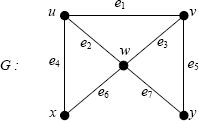 e₁
u v
e₂ w e₃
G : e₄ e₅
e₆ e₇
x y